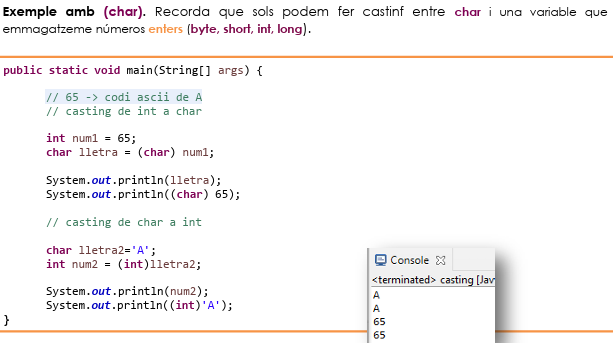 Exemple amb (char). Recorda que sols podem fer castinf entre char i una variable que
emmagatzeme números enters (byte, short, int, long).
public static void main(String[] args) {
// 65 -> codi ascii de A
// casting de int a char
int num1 = 65;
char lletra = (char) num1;
System.out.println(lletra);
System.out.println((char) 65);
// casting de char a int
char lletra2='A';
int num2 = (int)lletra2;
System.out.println(num2);
System.out.println((int)'A');
}
Console
<terminated> casting [Jav
A
A
65
65